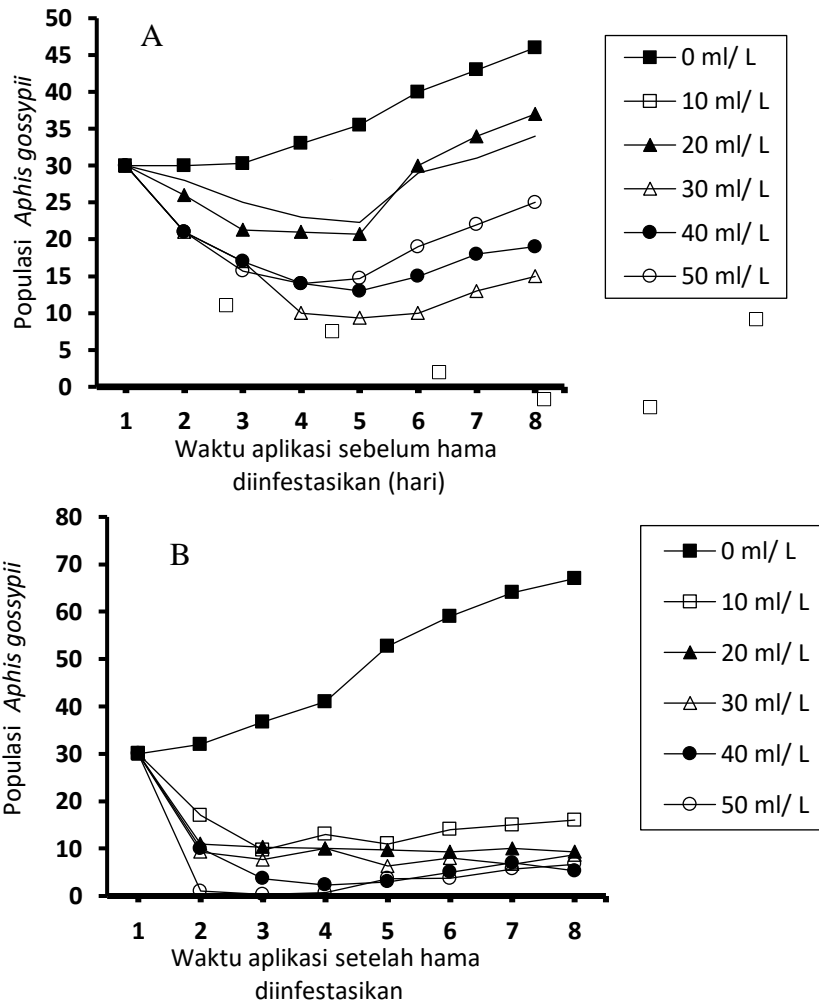 A
50
45
40
35
30
25
20
15
10
5
0
Populasi Aphis gossypii
1 2 3 4 5 6 7 8
Waktu aplikasi sebelum hama
diinfestasikan (hari)
0 ml/ L
10 ml/ L
20 ml/ L
30 ml/ L
40 ml/ L
50 ml/ L
B
80
70
60
50
40
30
20
10
0
Populasi Aphis gossypii
1 2 3 4 5 6 7 8
Waktu aplikasi setelah hama
diinfestasikan
0 ml/ L
10 ml/ L
20 ml/ L
30 ml/ L
40 ml/ L
50 ml/ L